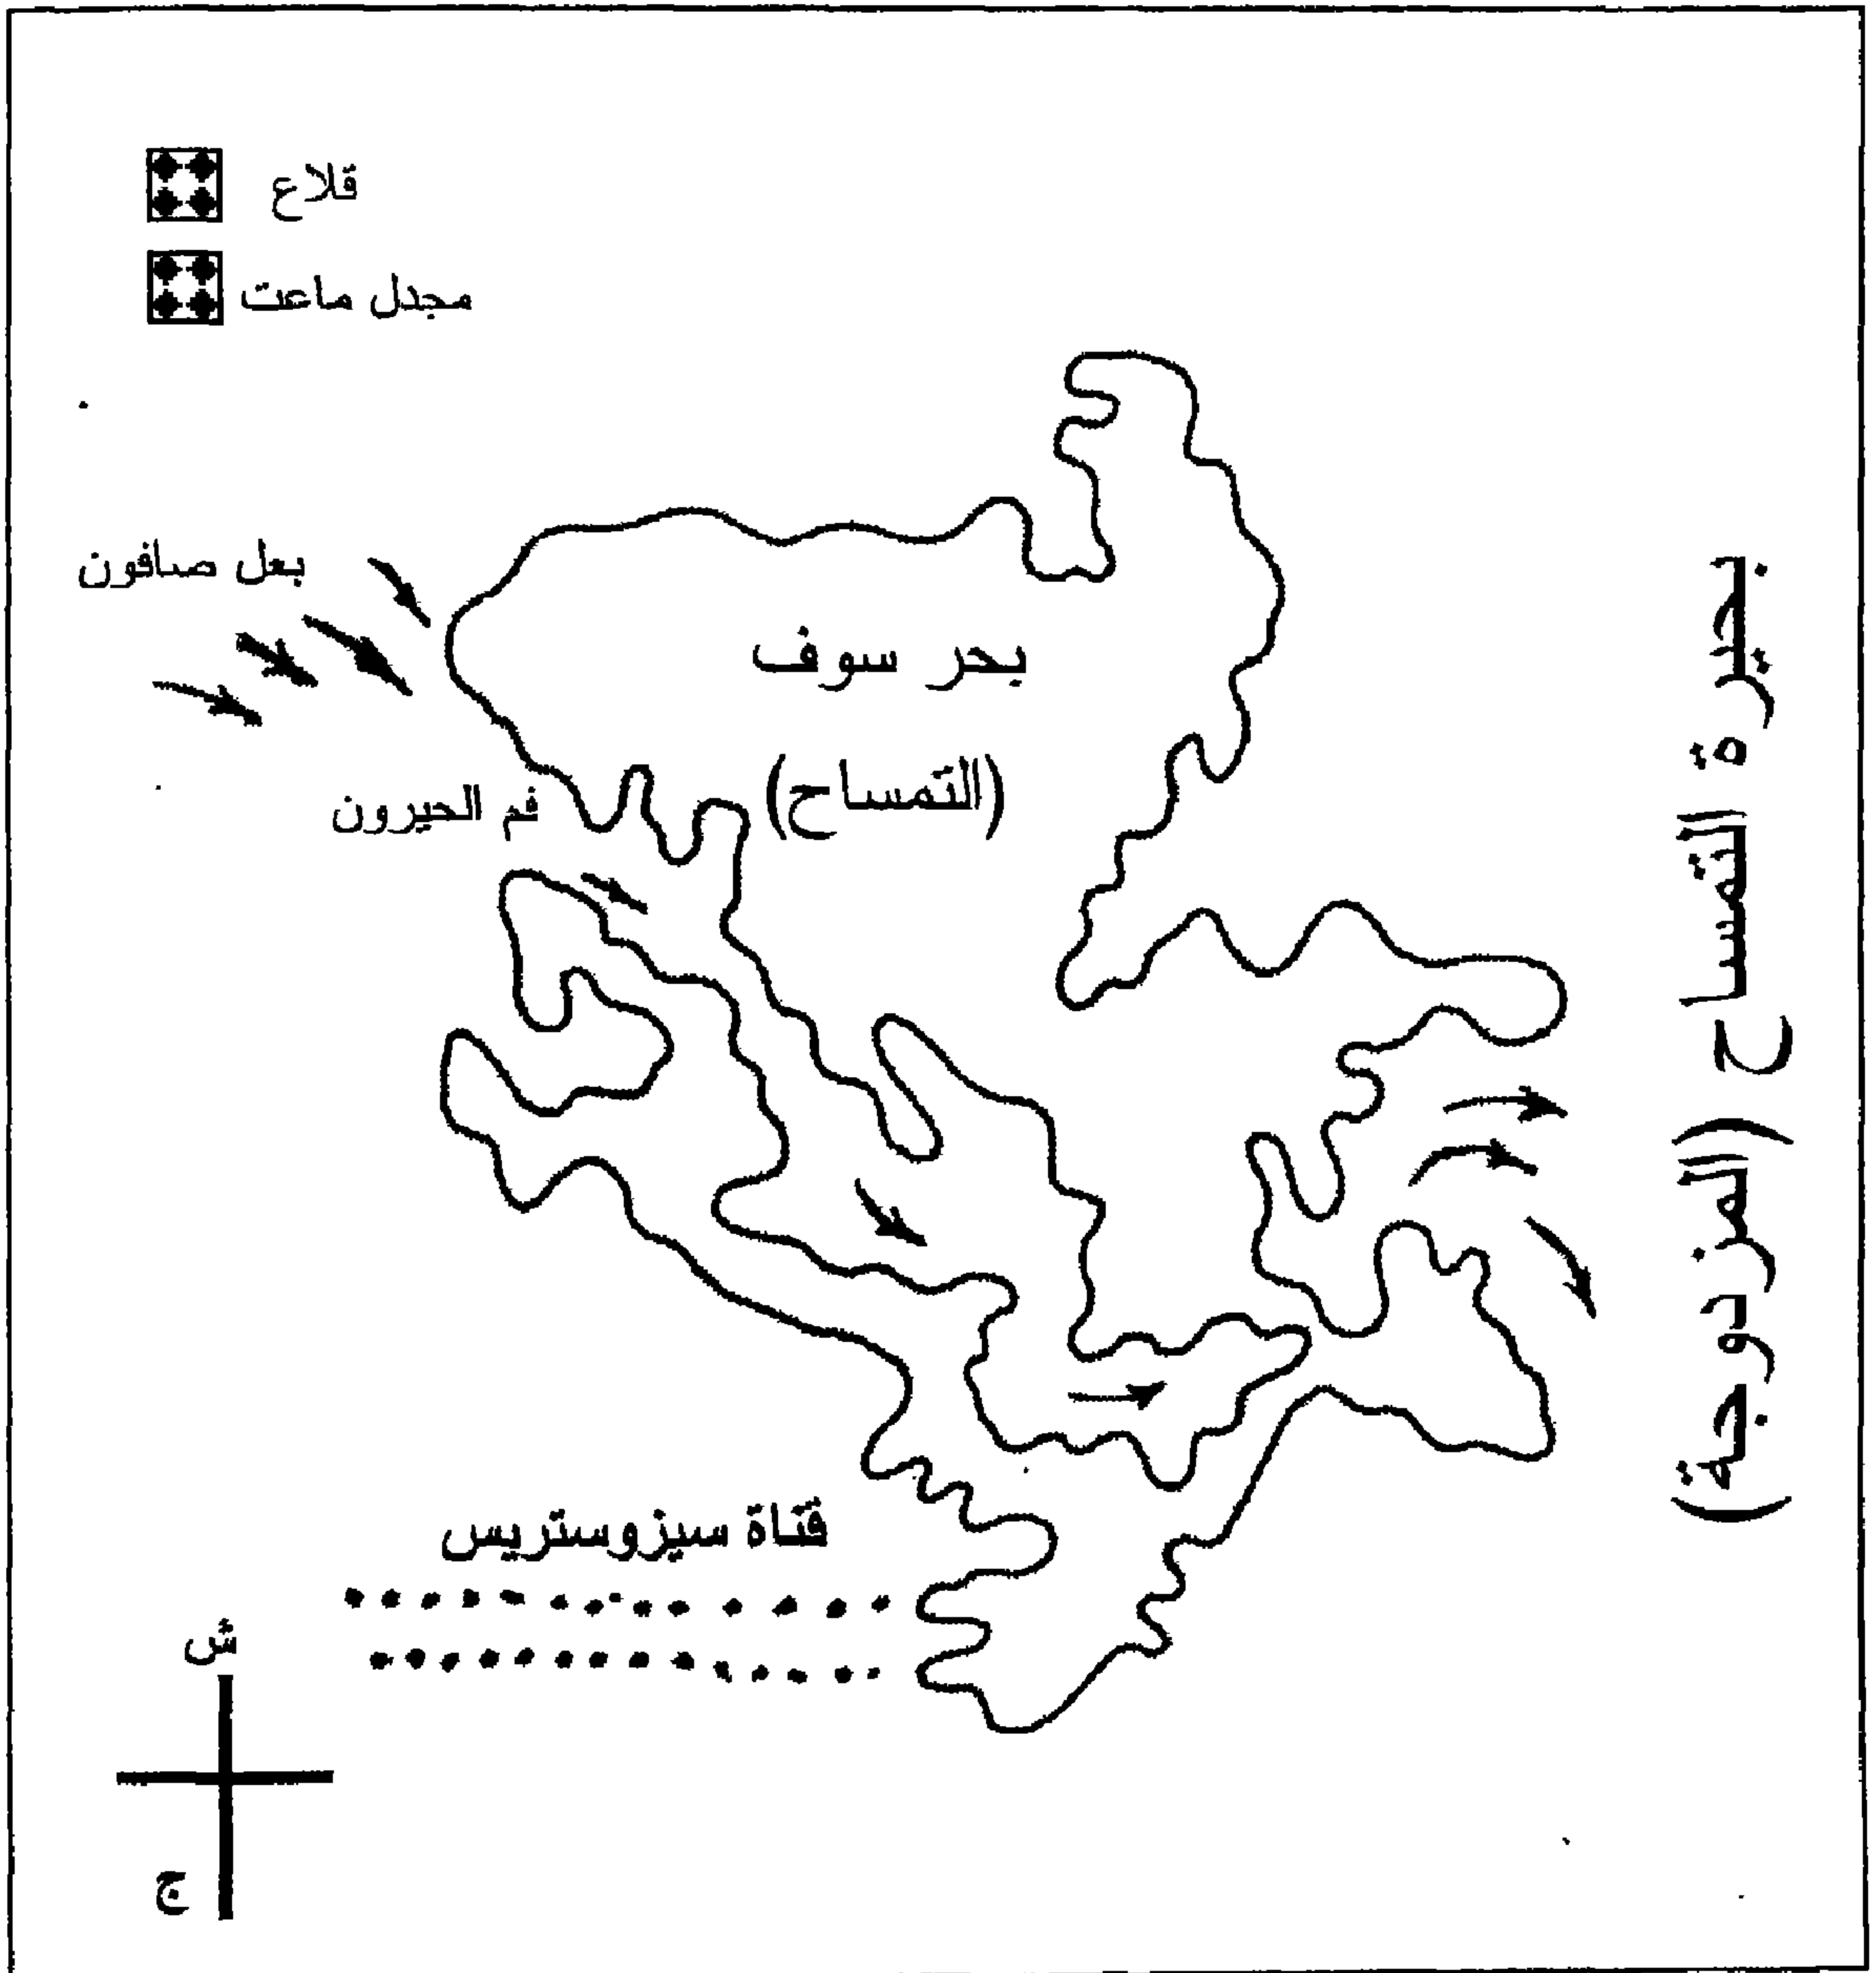 قلاع
مجدل ماعت
بعل صافون
بحر سوف
(التمساح)
فم الحيرون
بحيرة التمساح (المزدوجة)
قناة سيزوستريس
ش
ج